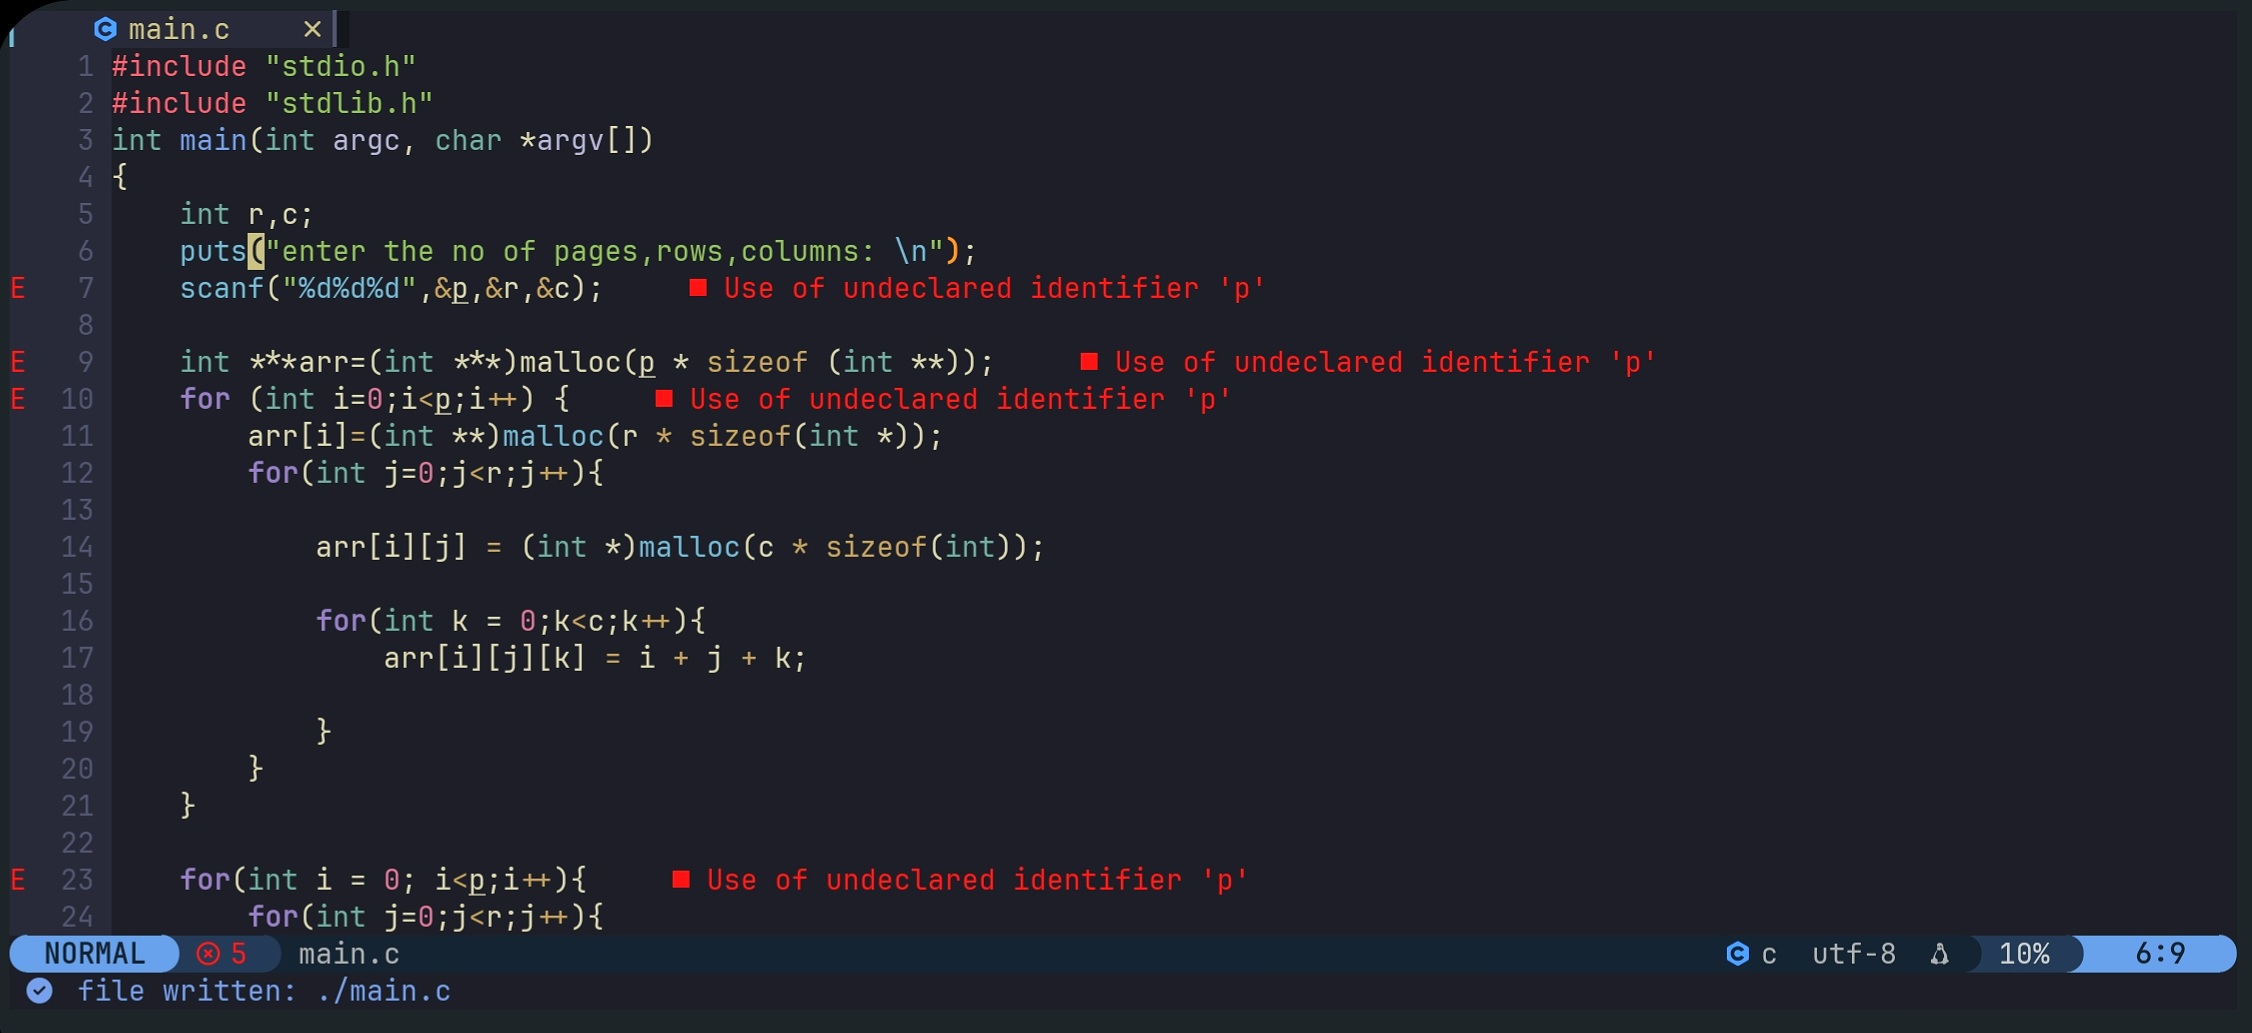 main.c ×
1 #include "stdio.h"
2 #include "stdlib.h"
3 int main(int argc, char *argv[])
4 {
5     int r,c;
6     puts("enter the no of pages,rows,columns: \n");
E 7     scanf("%d%d%d",&p,&r,&c);     ■ Use of undeclared identifier 'p'
8
E 9     int ***arr=(int ***)malloc(p * sizeof (int **));     ■ Use of undeclared identifier 'p'
E 10     for (int i=0;i<p;i++) {     ■ Use of undeclared identifier 'p'
11         arr[i]=(int **)malloc(r * sizeof(int *));
12         for(int j=0;j<r;j++){
13
14             arr[i][j] = (int *)malloc(c * sizeof(int));
15
16             for(int k = 0;k<c;k++){
17                 arr[i][j][k] = i + j + k;
18
19             }
20         }
21     }
22
E 23     for(int i = 0; i<p;i++){     ■ Use of undeclared identifier 'p'
24         for(int j=0;j<r;j++){
NORMAL 5 main.c c utf-8 10% 6:9
file written: ./main.c